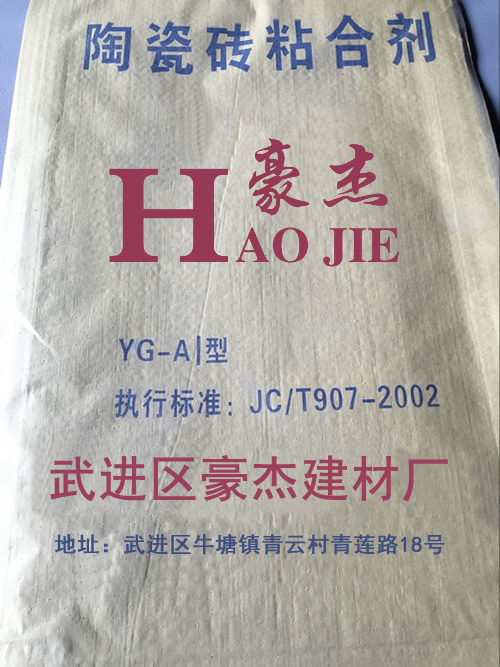 陶瓷砖粘合剂
豪杰
HAO JIE
YG-A|型
执行标准：JC/T907-2002
武进区豪杰建材厂
地址：武进区牛塘镇青云村青莲路18号